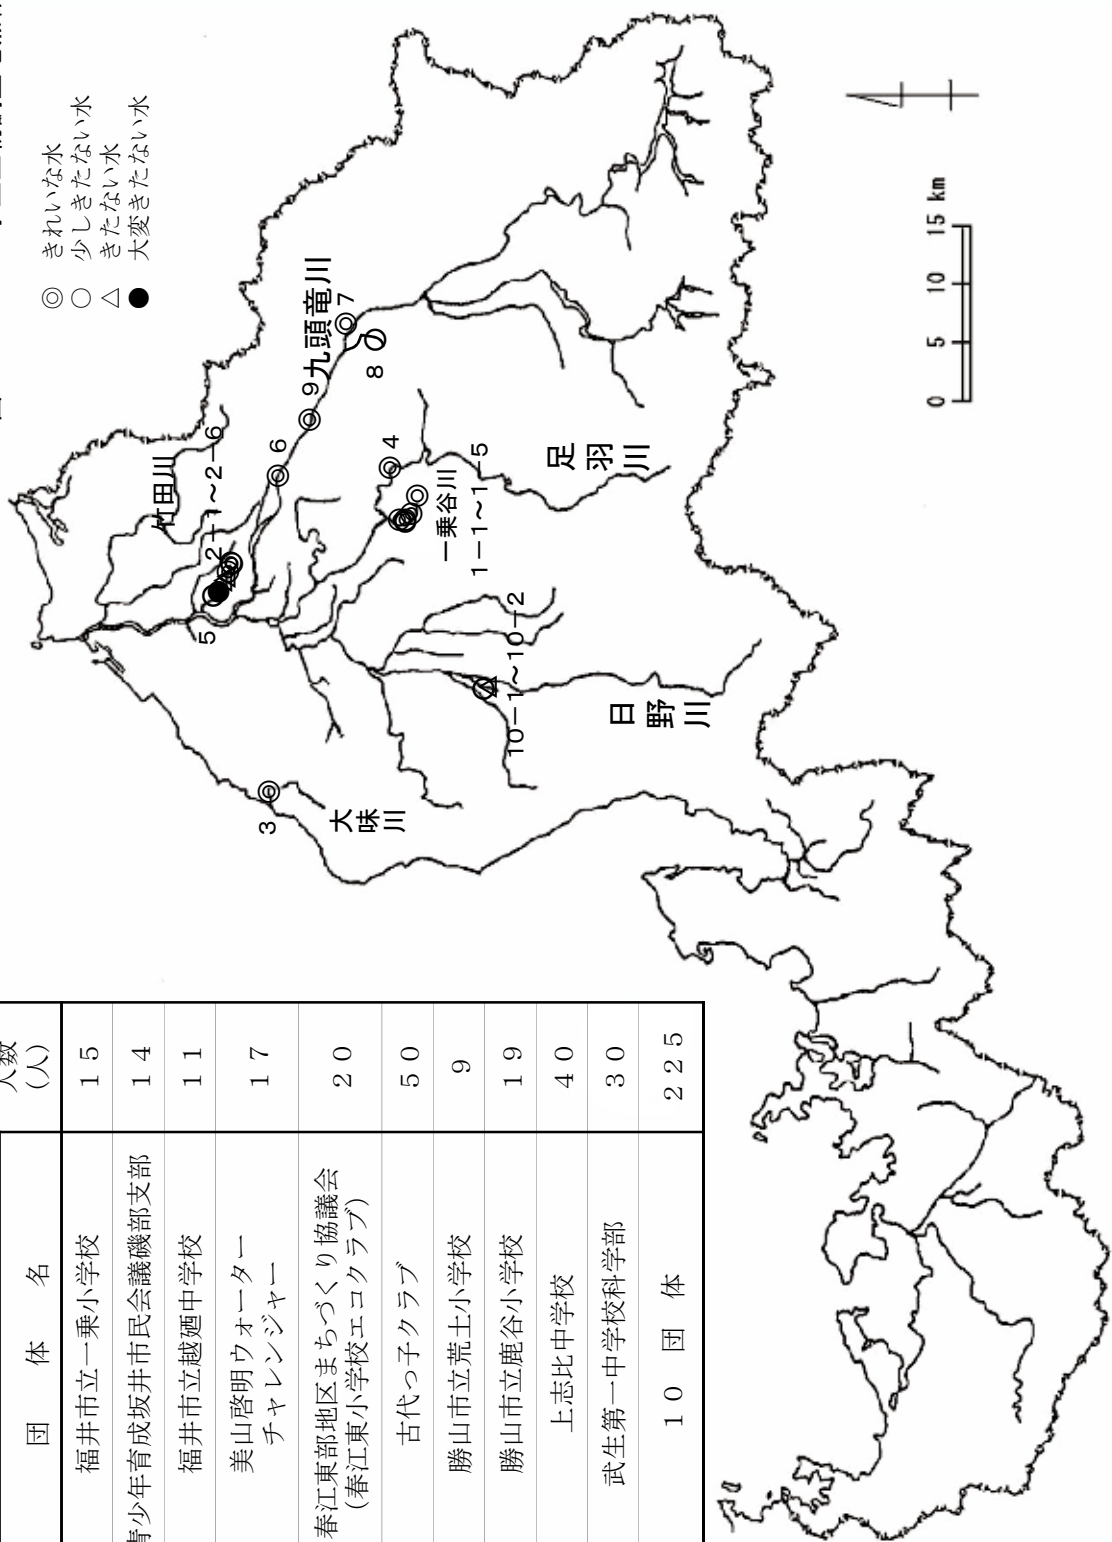 ◎ きれいな水
○ 少しきたない水
△ きたない水
● 大変きたない水
団 体 名
人数
(人)
福井市立一乗小学校 15
青少年育成坂井市民会議磯部支部 14
福井市立越廼中学校 11
美山啓明ウォーター
チャレンジャー 17
春江東部地区まちづくり協議会
(春江東小学校エコクラブ) 20
古代っ子クラブ 50
勝山市立荒土小学校 9
勝山市立鹿谷小学校 19
上志比中学校 40
武生第一中学校科学部 30
10 団 体 225
竹田川
2-1~2-6
5
6
9
九頭竜川
7
8
4
一乗谷川
1-1~1-5
足羽川
10-1~10-2
日野川
3
大味川
0 5 10 15 km